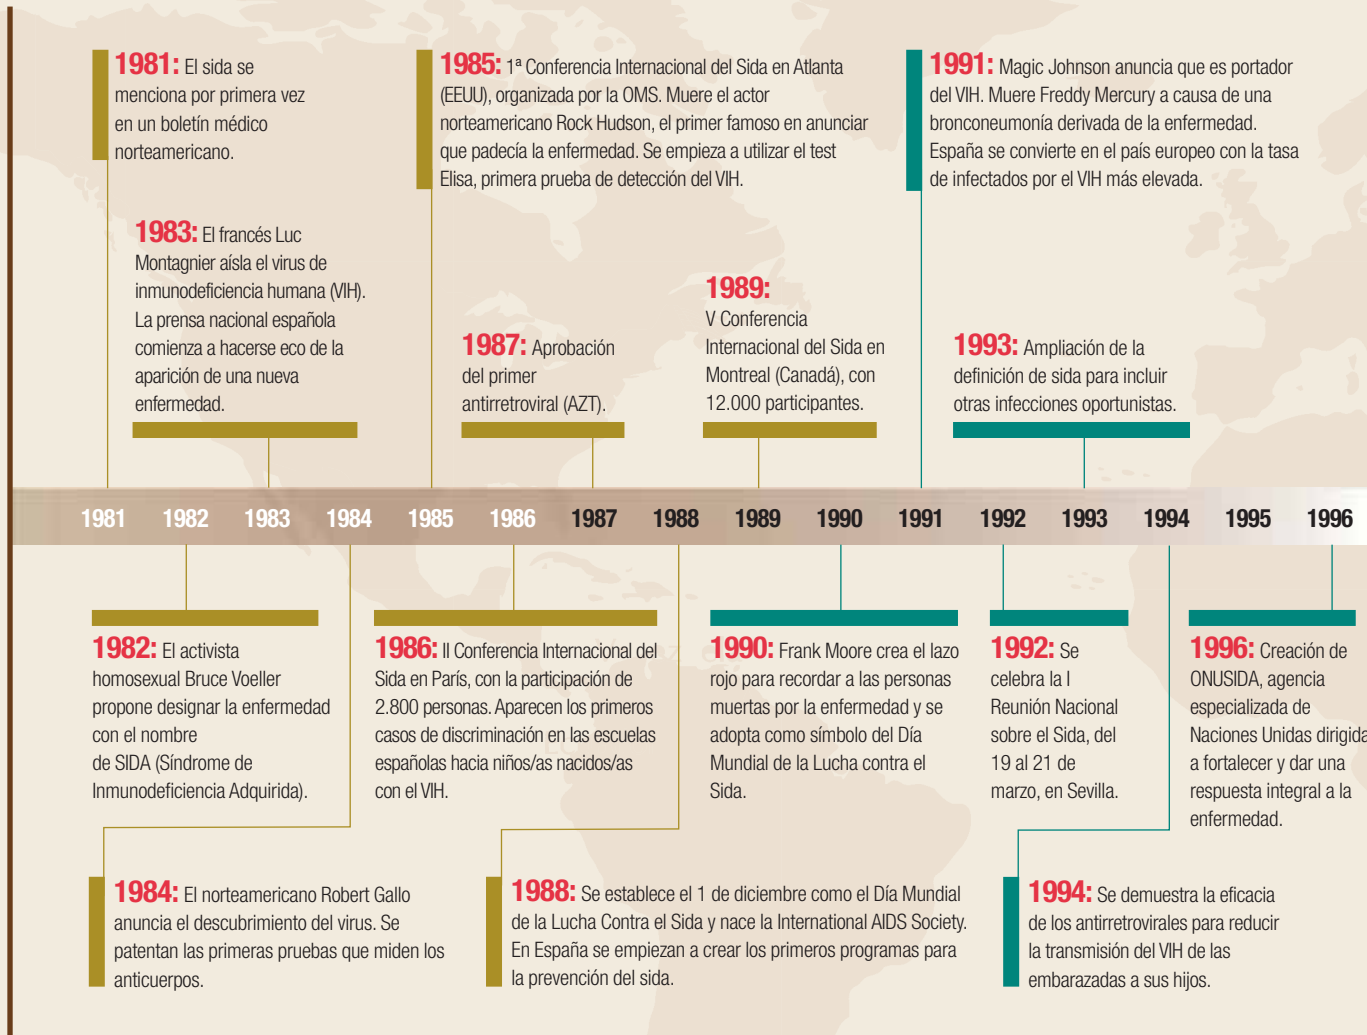 1981: El sida se
menciona por primera vez
en un boletín médico
norteamericano.
1985: 1ª Conferencia Internacional del Sida en Atlanta
(EEUU), organizada por la OMS. Muere el actor
norteamericano Rock Hudson, el primer famoso en anunciar
que padecía la enfermedad. Se empieza a utilizar el test
Elisa, primera prueba de detección del VIH.
1991: Magic Johnson anuncia que es portador
del VIH. Muere Freddy Mercury a causa de una
bronconeumonía derivada de la enfermedad.
España se convierte en el país europeo con la tasa
de infectados por el VIH más elevada.
1983: El francés Luc
Montagnier aísla el virus de
inmunodeficiencia humana (VIH).
La prensa nacional española
comienza a hacerse eco de la
aparición de una nueva
enfermedad.
1987: Aprobación
del primer
antirretroviral (AZT).
1989:
V Conferencia
Internacional del Sida en
Montreal (Canadá), con
12.000 participantes.
1993: Ampliación de la
definición de sida para incluir
otras infecciones oportunistas.
1981 1982 1983 1984 1985 1986 1987 1988 1989 1990 1991 1992 1993 1994 1995 1996
1982: El activista
homosexual Bruce Voeller
propone designar la enfermedad
con el nombre
de SIDA (Síndrome de
Inmunodeficiencia Adquirida).
1986: II Conferencia Internacional del
Sida en París, con la participación de
2.800 personas. Aparecen los primeros
casos de discriminación en las escuelas
españolas hacia niños/as nacidos/as
con el VIH.
1990: Frank Moore crea el lazo
rojo para recordar a las personas
muertas por la enfermedad y se
adopta como símbolo del Día
Mundial de la Lucha contra el
Sida.
1992: Se
celebra la I
Reunión Nacional
sobre el Sida, del
19 al 21 de
marzo, en Sevilla.
1996: Creación de
ONUSIDA, agencia
especializada de
Naciones Unidas dirigida
a fortalecer y dar una
respuesta integral a la
enfermedad.
1984: El norteamericano Robert Gallo
anuncia el descubrimiento del virus. Se
patentan las primeras pruebas que miden los
anticuerpos.
1988: Se establece el 1 de diciembre como el Día Mundial
de la Lucha Contra el Sida y nace la International AIDS Society.
En España se empiezan a crear los primeros programas para
la prevención del sida.
1994: Se demuestra la eficacia
de los antirretrovirales para reducir
la transmisión del VIH de las
embarazadas a sus hijos.